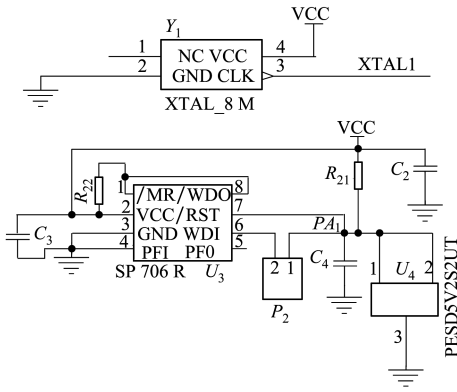 Y1
VCC
1 NC VCC 4
2 GND CLK 3
XTAL1
XTAL_8 M
VCC
R22
R21
C2
1 /MR/WDO 8
2 VCC/RST 7
3 GND WDI 6
4 PFI PF0 5
C3
SP 706 R U3
PA1
2 1
P2
C4
1 U4 2
3
PESD5V2S2UT